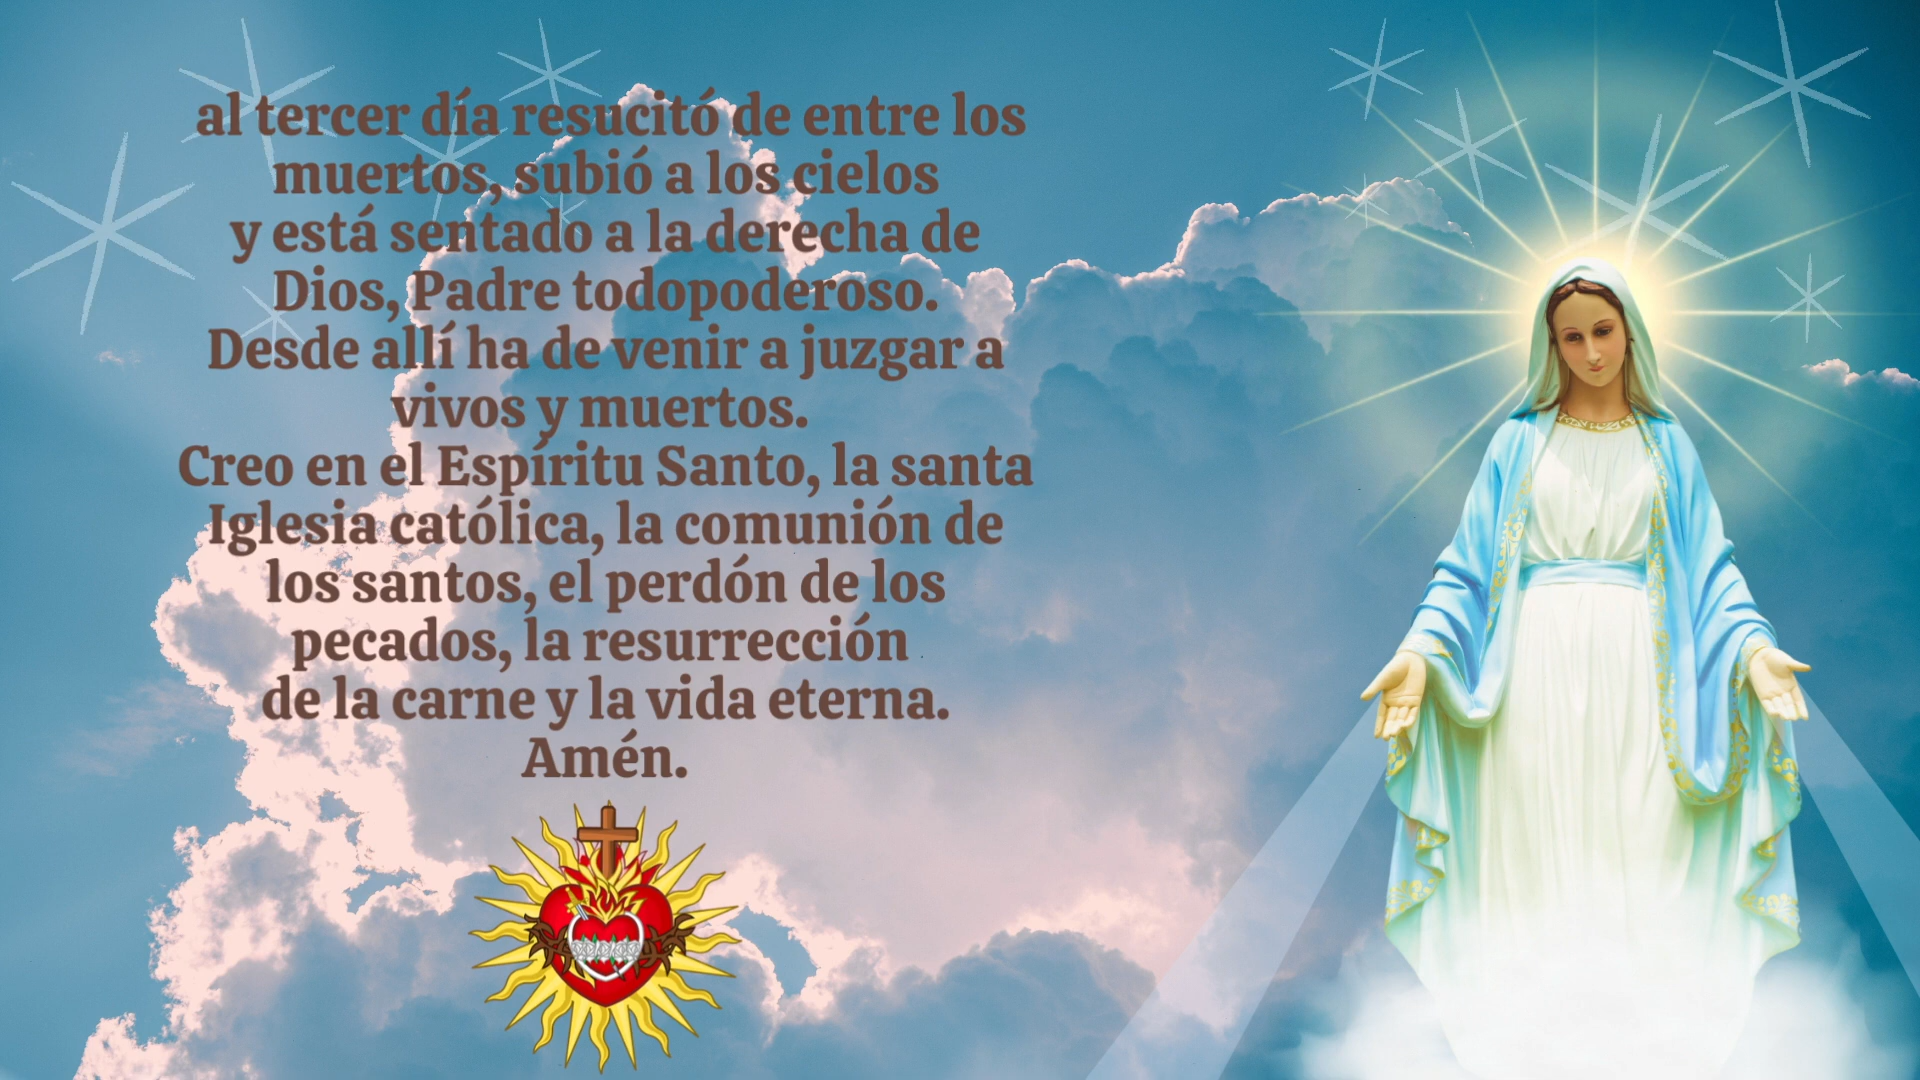 al tercer día resucitó de entre los
muertos, subió a los cielos
y está sentado a la derecha de
Dios, Padre todopoderoso.
Desde allí ha de venir a juzgar a
vivos y muertos.
Creo en el Espíritu Santo, la santa
Iglesia católica, la comunión de
los santos, el perdón de los
pecados, la resurrección
de la carne y la vida eterna.
Amén.